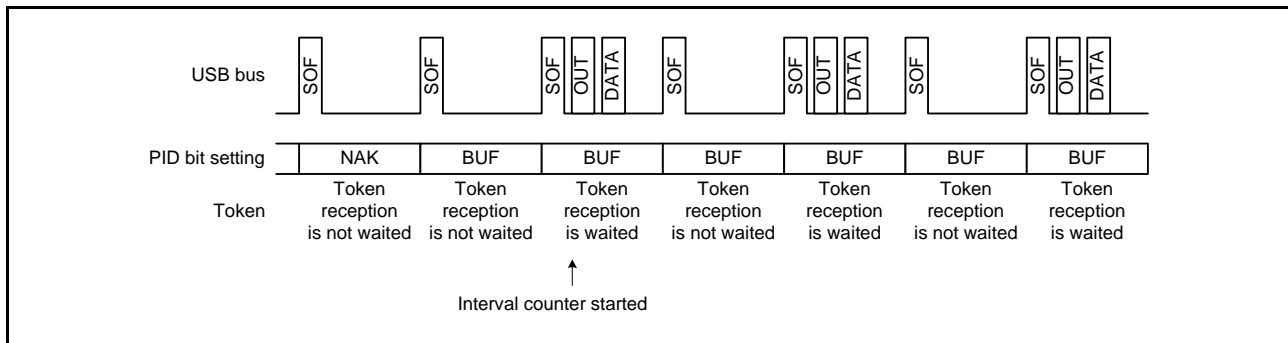 USB bus
SOF SOF SOF OUT DATA SOF SOF OUT DATA SOF SOF OUT DATA
PID bit setting NAK BUF BUF BUF BUF BUF BUF
Token
Token reception is not waited
Token reception is not waited
Token reception is waited
Token reception is not waited
Token reception is waited
Token reception is not waited
Token reception is waited
Interval counter started